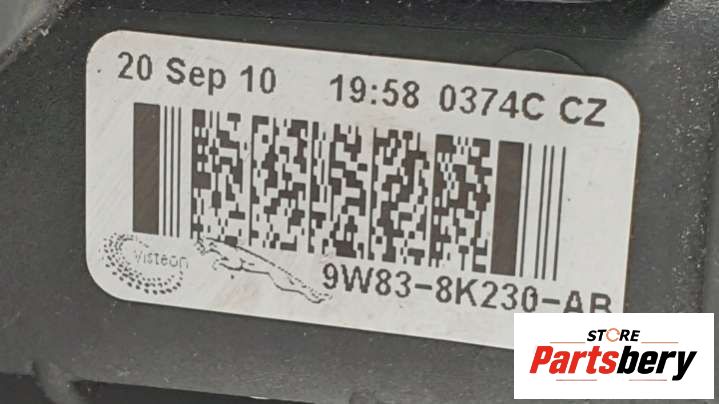 20 Sep 10 19:58 0374C CZ
Visteon
9W83-8K230-AB
STORE
Partsbery